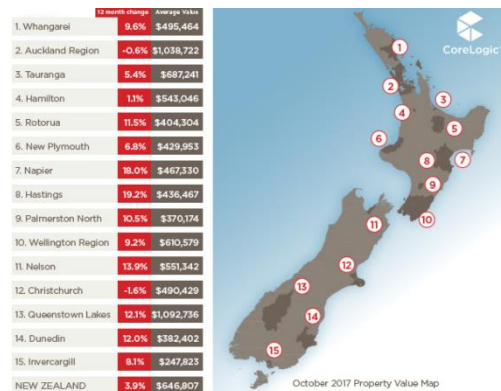 12 month change Average Value
1. Whangarei 9.6% $495,464
2. Auckland Region -0.6% $1,038,722
3. Tauranga 5.4% $687,241
4. Hamilton 1.1% $543,046
5. Rotorua 11.5% $404,304
6. New Plymouth 6.8% $429,953
7. Napier 18.0% $467,330
8. Hastings 19.2% $436,467
9. Palmerston North 10.5% $370,174
10. Wellington Region 9.2% $610,579
11. Nelson 13.9% $551,342
12. Christchurch -1.6% $490,429
13. Queenstown Lakes 12.1% $1,092,736
14. Dunedin 12.0% $382,402
15. Invercargill 8.1% $247,823
NEW ZEALAND 3.9% $646,807
CoreLogic
1
2
3
4
5
6
7
8
9
10
11
12
13
14
15
October 2017 Property Value Map